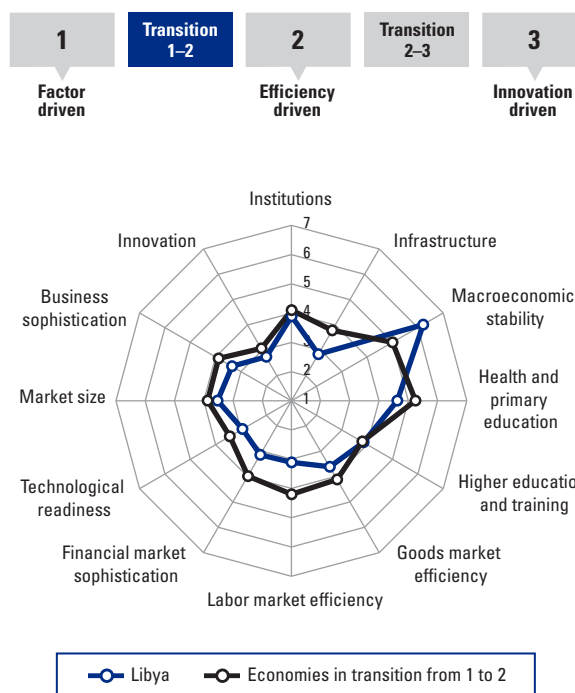 1
Transition
1–2
2
Transition
2–3
3
Factor
driven
Efficiency
driven
Innovation
driven
Institutions
7
6
5
4
3
2
1
Infrastructure
Macroeconomic
stability
Health and
primary
education
Higher educatio
and training
Goods market
efficiency
Labor market efficiency
Financial market
sophistication
Technological
readiness
Market size
Business
sophistication
Innovation
Libya
Economies in transition from 1 to 2